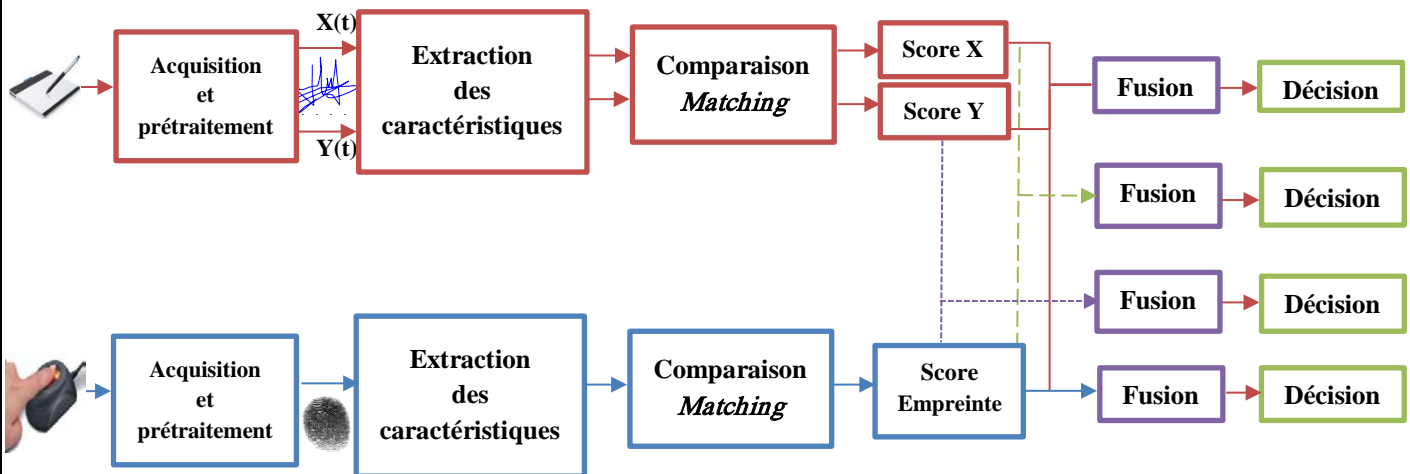 X(t)
Acquisition
et
prétraitement
Y(t)
Extraction
des
caractéristiques
Comparaison
Matching
Score X
Score Y
Fusion
Décision
Fusion
Décision
Fusion
Décision
Acquisition
et
prétraitement
Extraction
des
caractéristiques
Comparaison
Matching
Score
Empreinte
Fusion
Décision